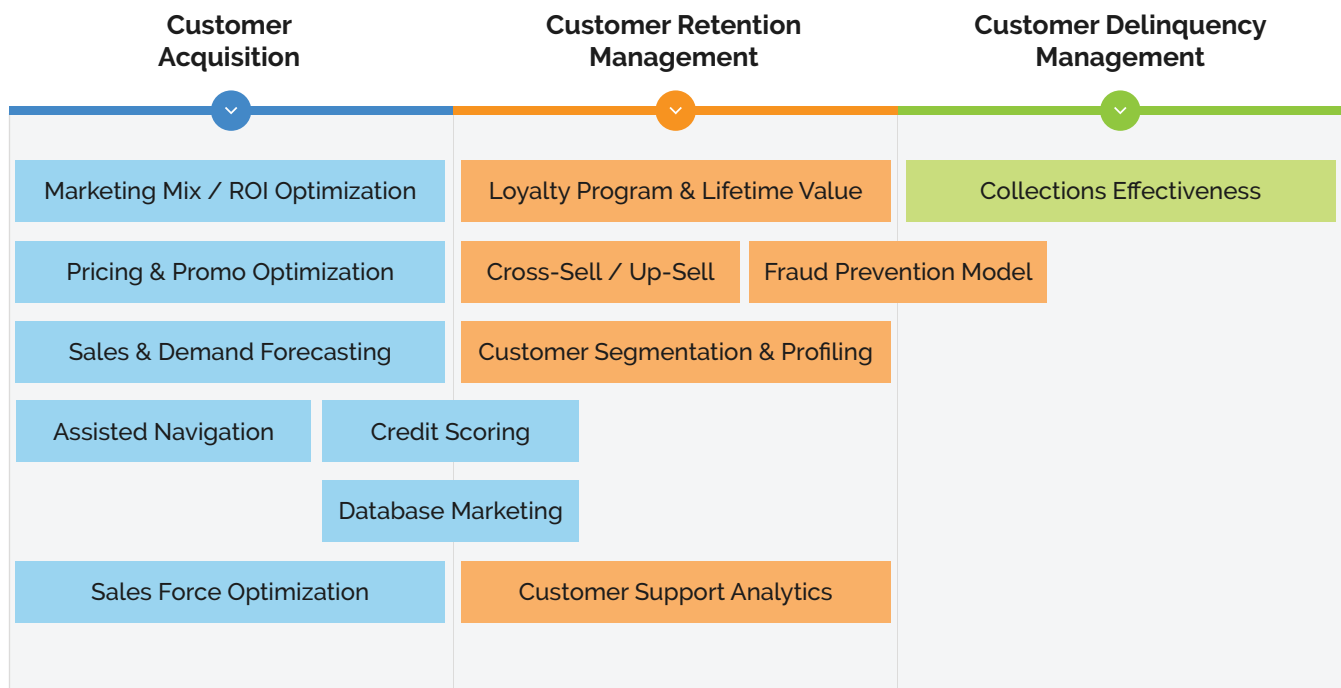 Customer
Acquisition
Customer Retention
Management
Customer Delinquency
Management
Marketing Mix / ROI Optimization
Loyalty Program & Lifetime Value
Collections Effectiveness
Pricing & Promo Optimization
Cross-Sell / Up-Sell
Fraud Prevention Model
Sales & Demand Forecasting
Customer Segmentation & Profiling
Assisted Navigation
Credit Scoring
Database Marketing
Sales Force Optimization
Customer Support Analytics